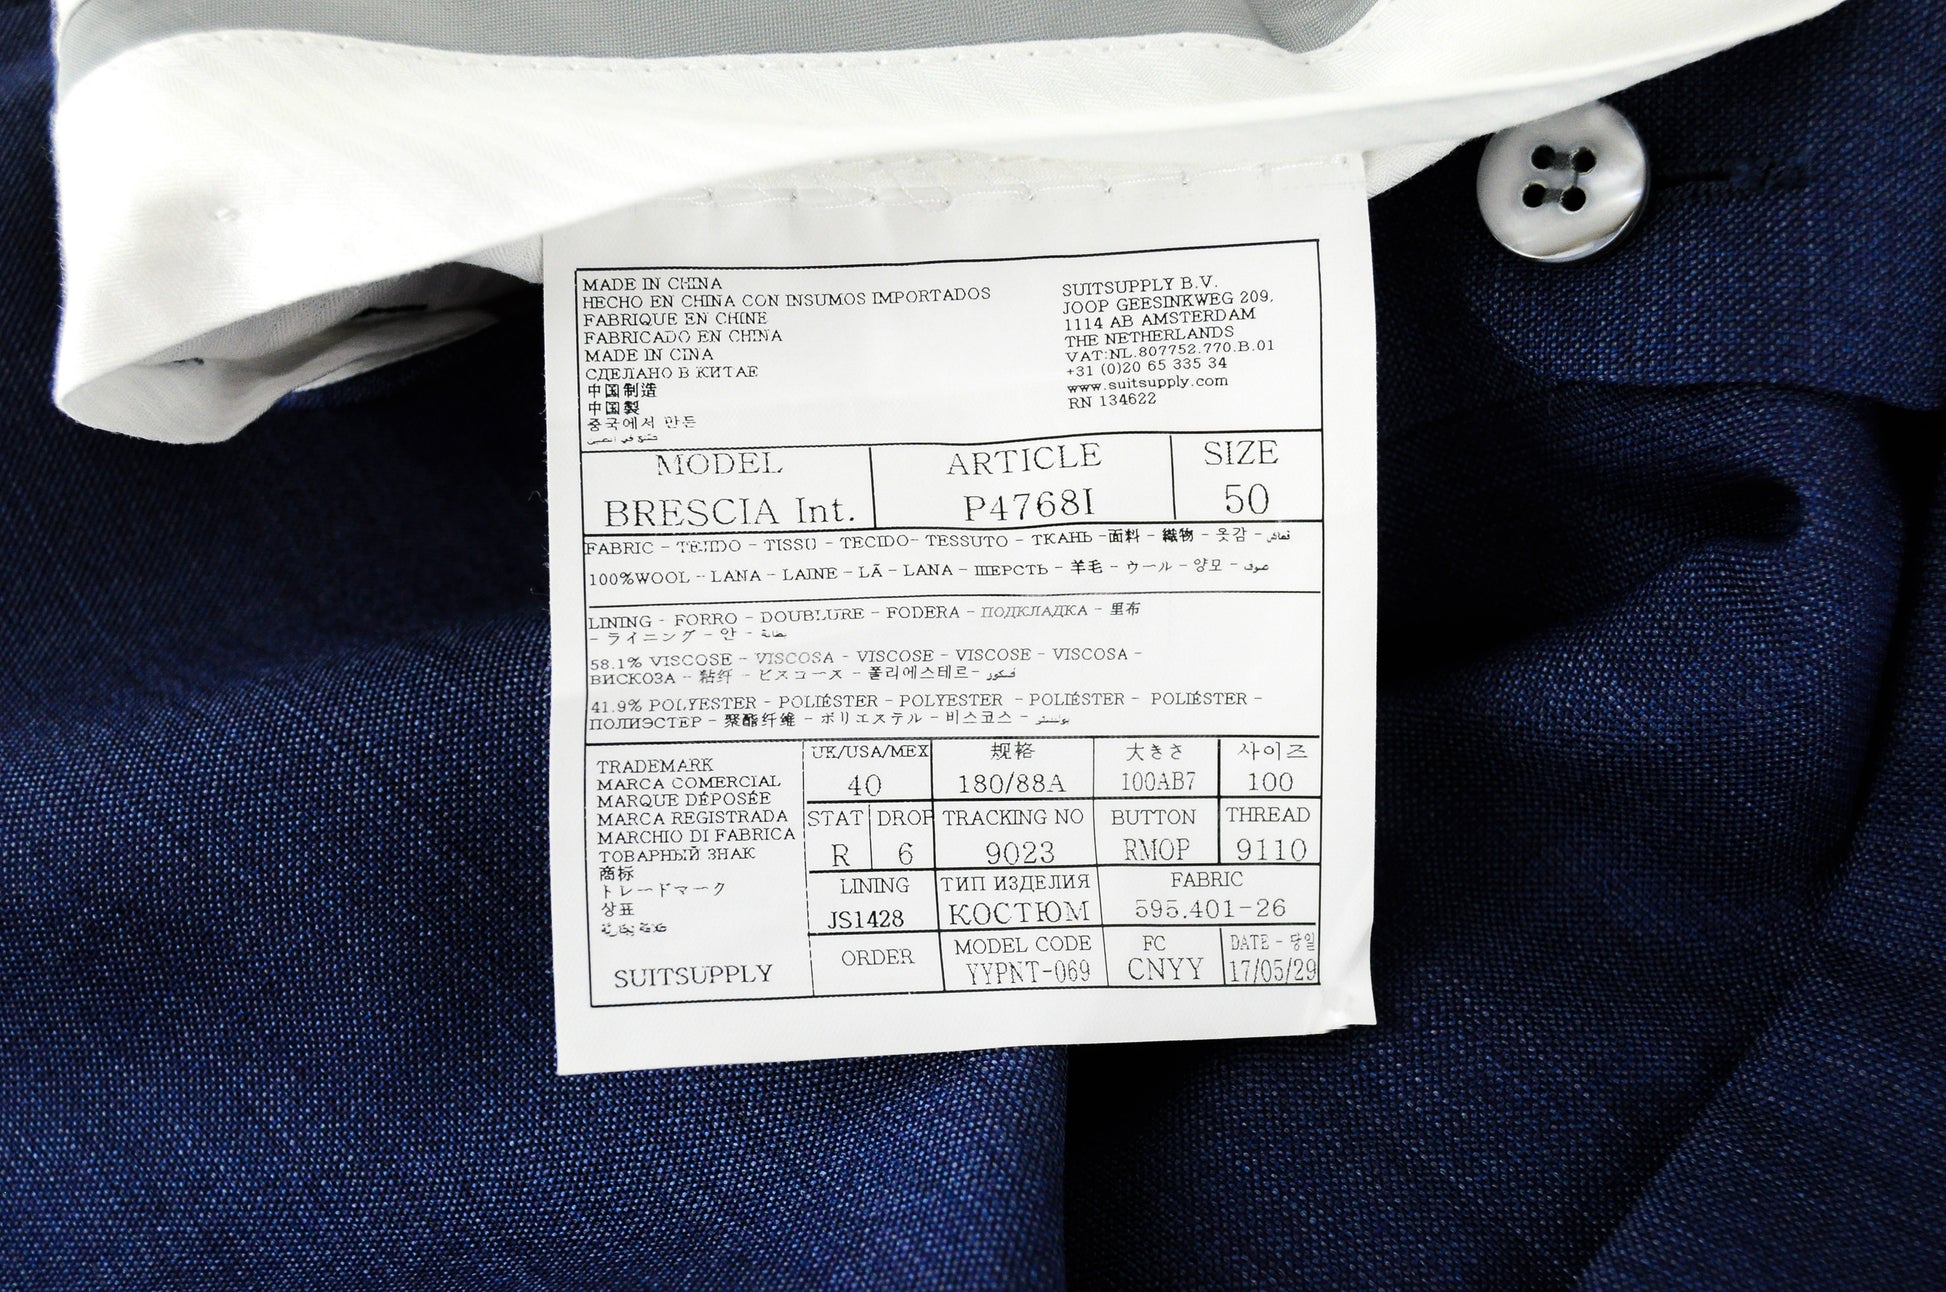 MADE IN CHINA
HECHO EN CHINA CON INSUMOS IMPORTADOS
FABRIQUE EN CHINE
FABRICADO EN CHINA
MADE IN CINA
СДЕЛАНО В КИТАЕ
中国制造
中国製
중국에서 만든
SUITSUPPLY B.V.
JOOP GEESINKWEG 209,
1114 AB AMSTERDAM
THE NETHERLANDS
VAT:NL.807752.770.B.01
+31 (0)20 65 335 34
www.suitsupply.com
RN 134622
MODEL
BRESCIA Int.
ARTICLE
P4768I
SIZE
50
FABRIC - TEJIDO - TISSU - TECIDO- TESSUTO - ТКАНЬ -面料 - 織物 - 옷감 - قماش
100%WOOL - LANA - LAINE - LÃ - LANA - ШЕРСТЬ - 羊毛 - ウール - 양모 - صوف
LINING - FORRO - DOUBLURE - FODERA - ПОДКЛАДКА - 里布
- ライニング - 안 - بطانة
58.1% VISCOSE - VISCOSA - VISCOSE - VISCOSE - VISCOSA -
ВИСКОЗА - 粘纤 - ビスコース - 폴리에스테르- فسكوز
41.9% POLYESTER - POLIÉSTER - POLYESTER - POLIÉSTER - POLIÉSTER -
ПОЛИЭСТЕР - 聚酯纤维 - ポリエステル - 비스코스 -
TRADEMARK
MARCA COMERCIAL
MARQUE DÉPOSÉE
MARCA REGISTRADA
MARCHIO DI FABRICA
ТОВАРНЫЙ ЗНАК
商标
トレードマーク
상표
علامة تجارية
SUITSUPPLY
UK/USA/MEX
40
规格
180/88A
大きさ
100AB7
사이즈
100
STAT
R
DROP
6
TRACKING NO
9023
BUTTON
RMOP
THREAD
9110
LINING
JS1428
ТИП ИЗДЕЛИЯ
КОСТЮМ
FABRIC
595.401-26
ORDER
MODEL CODE
YYPNT-069
FC
CNYY
DATE - 당일
17/05/29